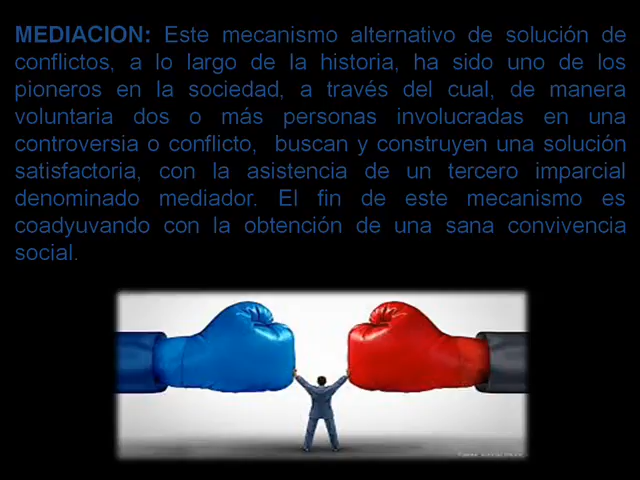 MEDIACION: Este mecanismo alternativo de solución de
conflictos, a lo largo de la historia, ha sido uno de los
pioneros en la sociedad, a través del cual, de manera
voluntaria dos o más personas involucradas en una
controversia o conflicto, buscan y construyen una solución
satisfactoria, con la asistencia de un tercero imparcial
denominado mediador. El fin de este mecanismo es
coadyuvando con la obtención de una sana convivencia
social.